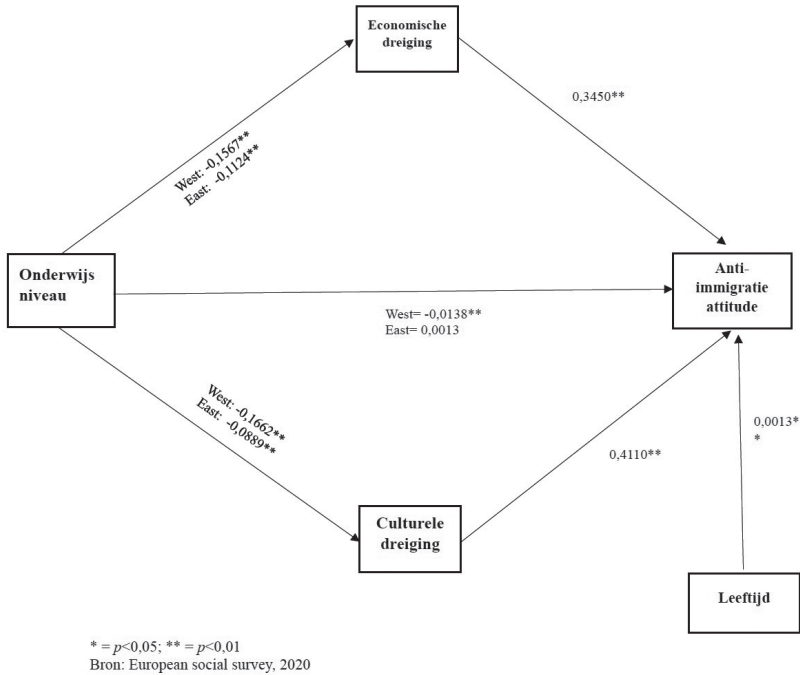 Economische
dreiging
0,3450**
West: -0,1567**
East: -0,1124**
Onderwijs
niveau
Anti-
immigratie
attitude
West= -0,0138**
East= 0,0013
West: -0,1662**
East: -0,0889**
0,4110**
0,0013*
*
Culturele
dreiging
Leeftijd
* = p<0,05; ** = p<0,01
Bron: European social survey, 2020